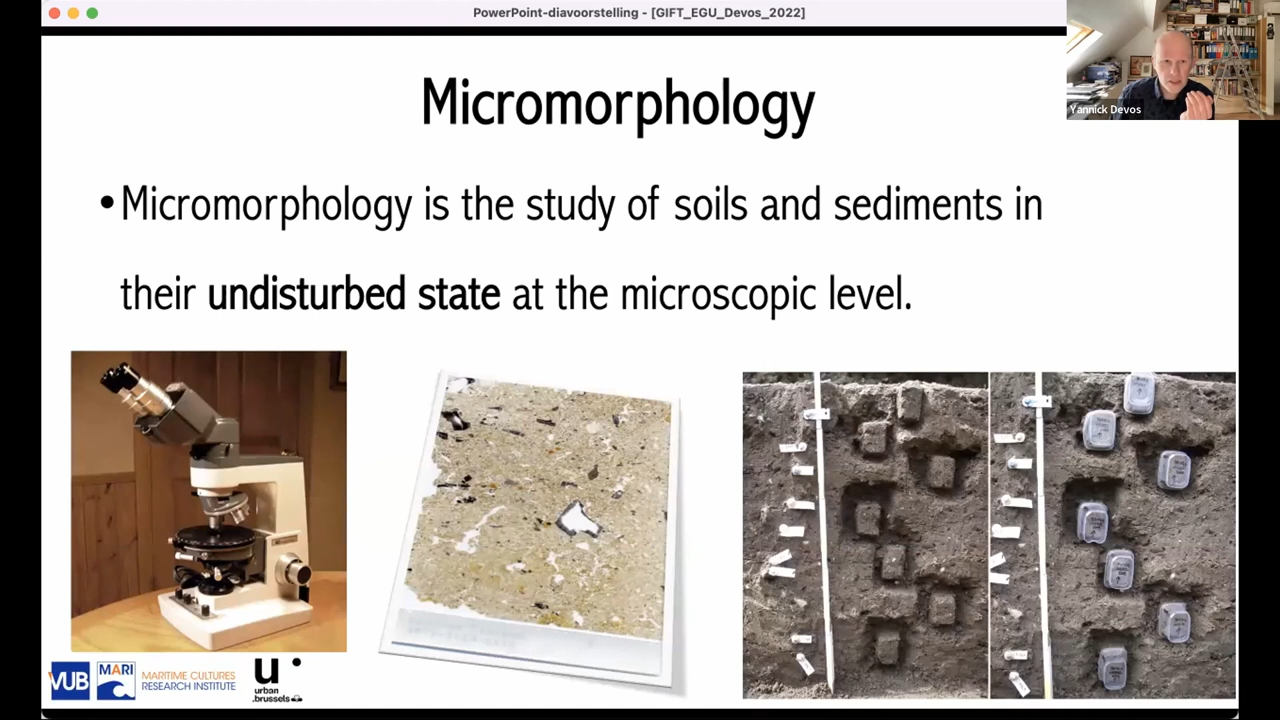 PowerPoint-diavoorstelling - [GIFT_EGU_Devos_2022]
Yannick Devos
Micromorphology
•Micromorphology is the study of soils and sediments in
their undisturbed state at the microscopic level.
VUB
MARI
MARITIME CULTURES
RESEARCH INSTITUTE
u
urban
.brussels